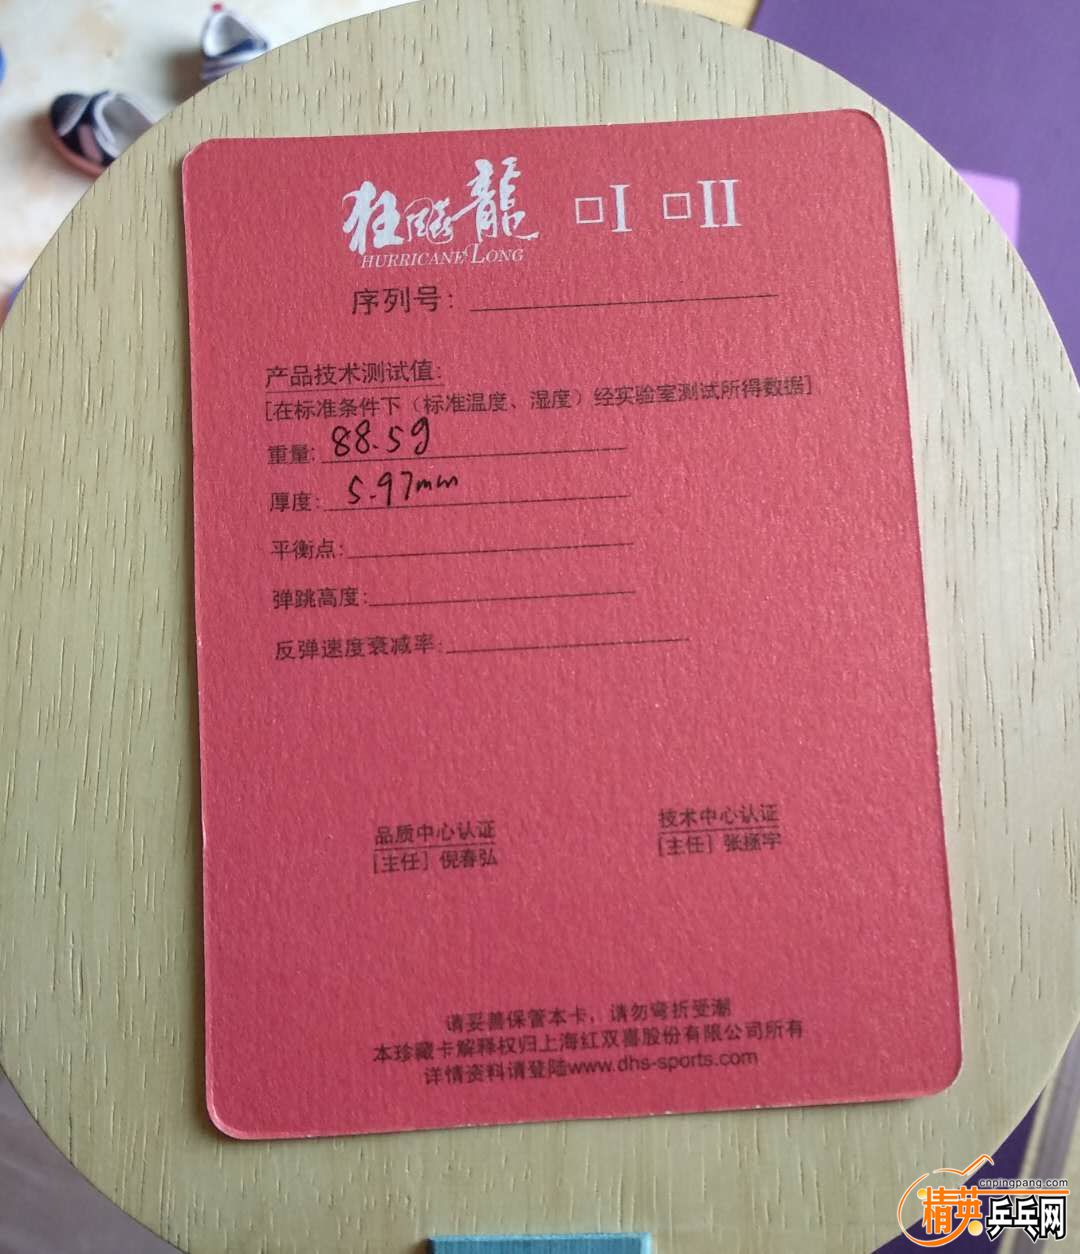 狂飚龍 □I □II
HURRICANE LONG
序列号：
产品技术测试值：
[在标准条件下（标准温度、湿度）经实验室测试所得数据]
重量: 88.5g
厚度: 5.97mm
平衡点:
弹跳高度:
反弹速度衰减率:
品质中心认证 技术中心认证
[主任] 倪春弘 [主任] 张 宇
请妥善保管本卡，请勿弯折受潮
本珍藏卡解释权归上海红双喜股份有限公司所有
详情资料请登陆www.dhs-sports.com
cnpingpang.com
精英乒乓网